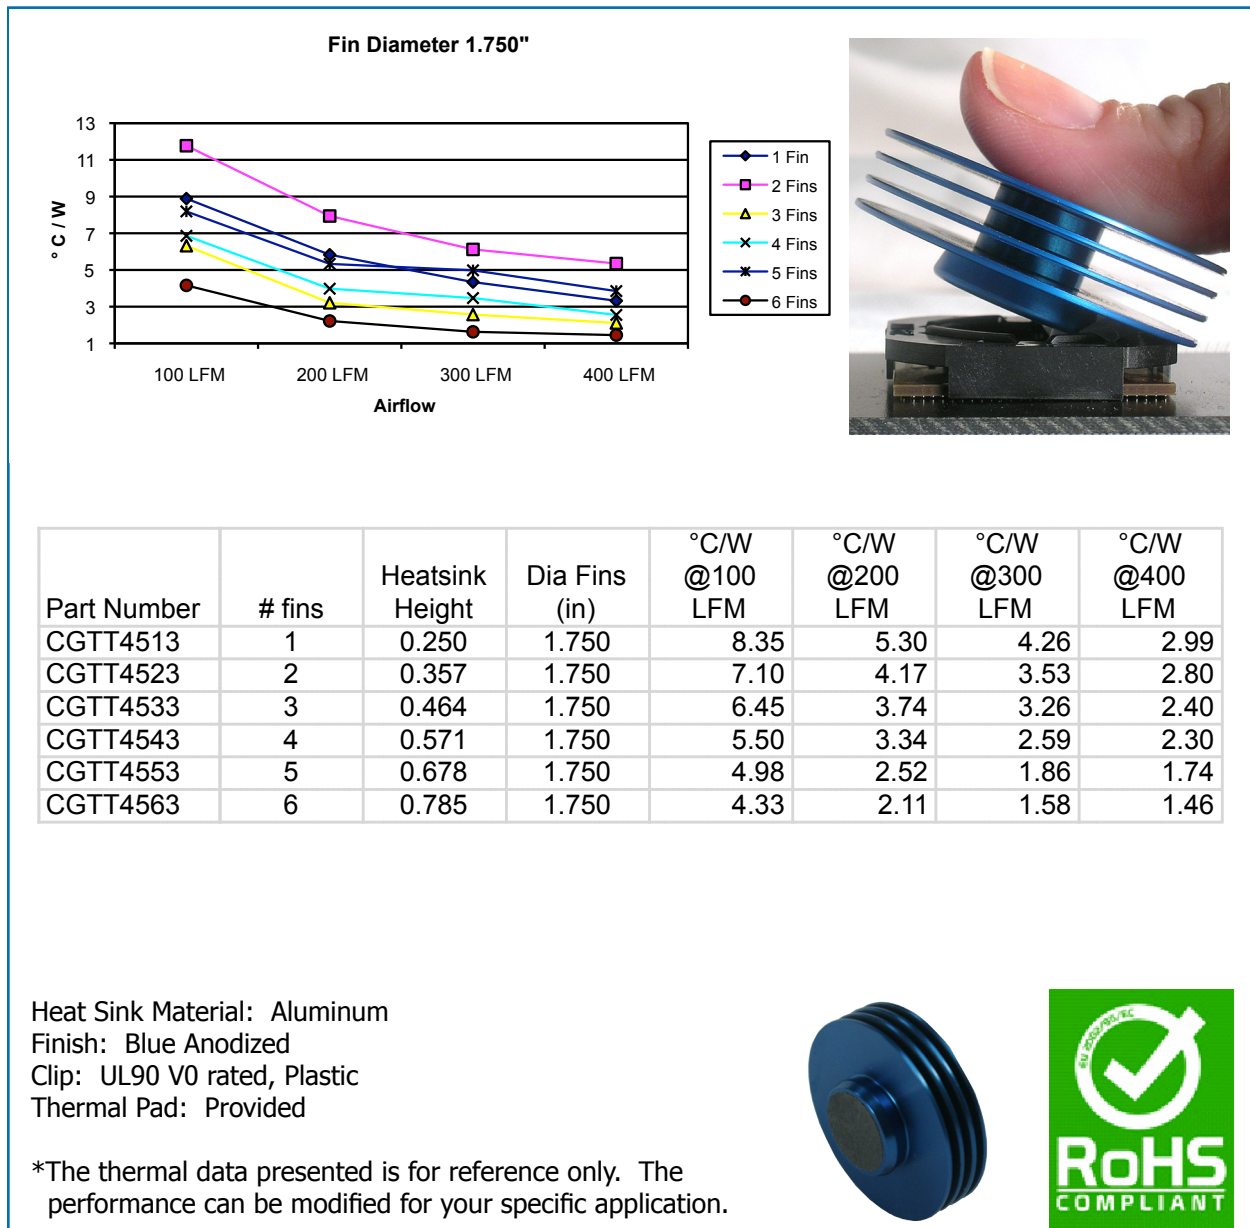 Fin Diameter 1.750"
13
11
9
7
5
3
1
° C / W
100 LFM 200 LFM 300 LFM 400 LFM
Airflow
1 Fin
2 Fins
3 Fins
4 Fins
5 Fins
6 Fins
Part Number # fins Heatsink Height Dia Fins (in) °C/W @100 LFM °C/W @200 LFM °C/W @300 LFM °C/W @400 LFM
CGTT4513 1 0.250 1.750 8.35 5.30 4.26 2.99
CGTT4523 2 0.357 1.750 7.10 4.17 3.53 2.80
CGTT4533 3 0.464 1.750 6.45 3.74 3.26 2.40
CGTT4543 4 0.571 1.750 5.50 3.34 2.59 2.30
CGTT4553 5 0.678 1.750 4.98 2.52 1.86 1.74
CGTT4563 6 0.785 1.750 4.33 2.11 1.58 1.46
Heat Sink Material: Aluminum
Finish: Blue Anodized
Clip: UL90 V0 rated, Plastic
Thermal Pad: Provided
*The thermal data presented is for reference only. The
performance can be modified for your specific application.
EU 2002/95/EC
RoHS
COMPLIANT